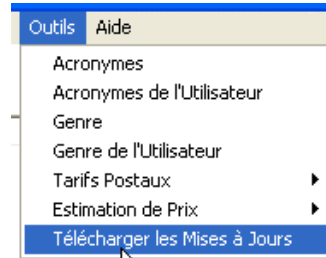 Outils Aide
Acronymes
Acronymes de l'Utilisateur
Genre
Genre de l'Utilisateur
Tarifs Postaux
Estimation de Prix
Télécharger les Mises à Jours